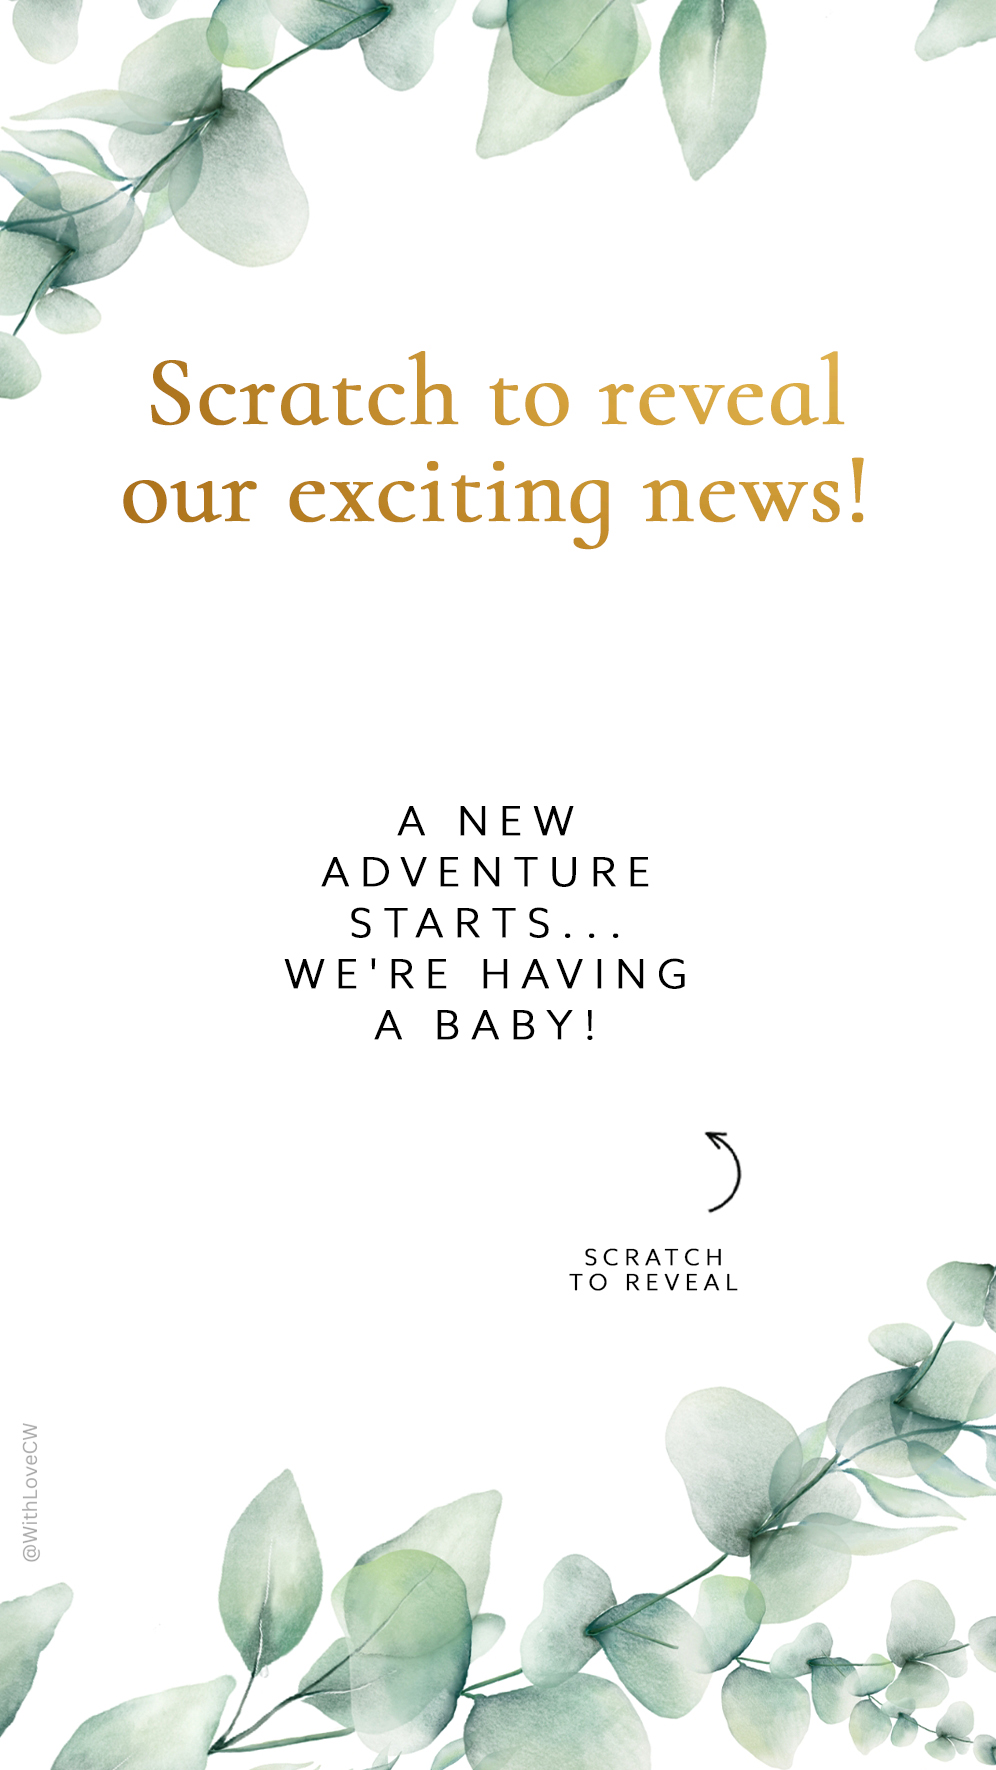 Scratch to reveal
our exciting news!
A NEW
ADVENTURE
STARTS...
WE'RE HAVING
A BABY!
SCRATCH
TO REVEAL
@WithLoveCW